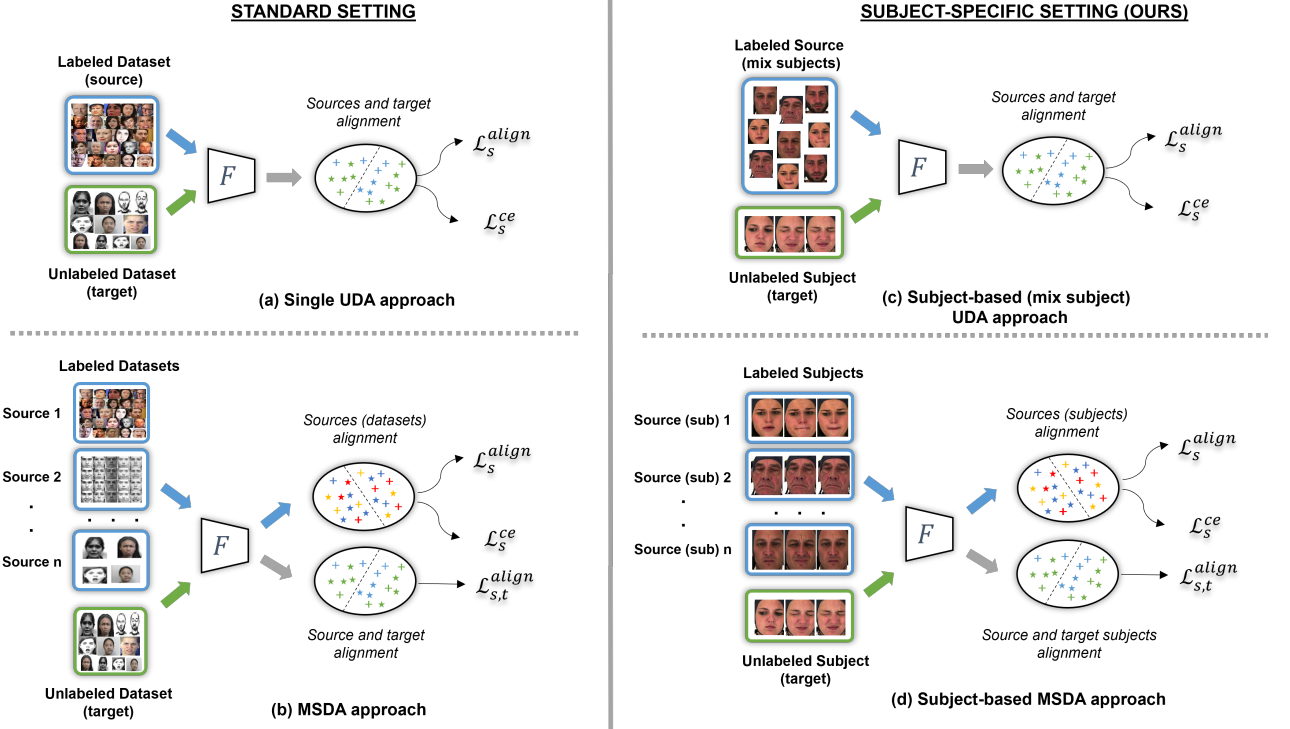 STANDARD SETTING
Labeled Dataset
(source)
Sources and target
alignment
F
ℒ_s^{align}
ℒ_s^{ce}
Unlabeled Dataset
(target)
(a) Single UDA approach
Labeled Datasets
Source 1
Source 2
.
.
. . .
Source n
Sources (datasets)
alignment
F
ℒ_s^{align}
ℒ_s^{ce}
ℒ_{s,t}^{align}
Source and target
alignment
Unlabeled Dataset
(target)
(b) MSDA approach
SUBJECT-SPECIFIC SETTING (OURS)
Labeled Source
(mix subjects)
Sources and target
alignment
F
ℒ_s^{align}
ℒ_s^{ce}
Unlabeled Subject
(target)
(c) Subject-based (mix subject)
UDA approach
Labeled Subjects
Source (sub) 1
Source (sub) 2
.
.
. . .
Source (sub) n
Sources (subjects)
alignment
F
ℒ_s^{align}
ℒ_s^{ce}
ℒ_{s,t}^{align}
Source and target subjects
alignment
Unlabeled Subject
(target)
(d) Subject-based MSDA approach